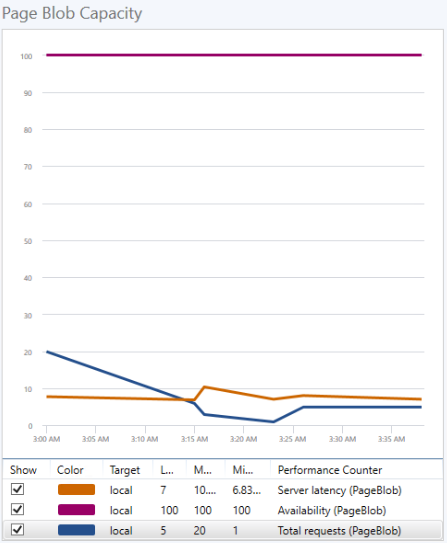 Page Blob Capacity
100
90
80
70
60
50
40
30
20
10
0
3:00 AM 3:05 AM 3:10 AM 3:15 AM 3:20 AM 3:25 AM 3:30 AM 3:35 AM
Show Color Target L... M... Mi... Performance Counter
local 7 10.... 6.83... Server latency (PageBlob)
local 100 100 100 Availability (PageBlob)
local 5 20 1 Total requests (PageBlob)